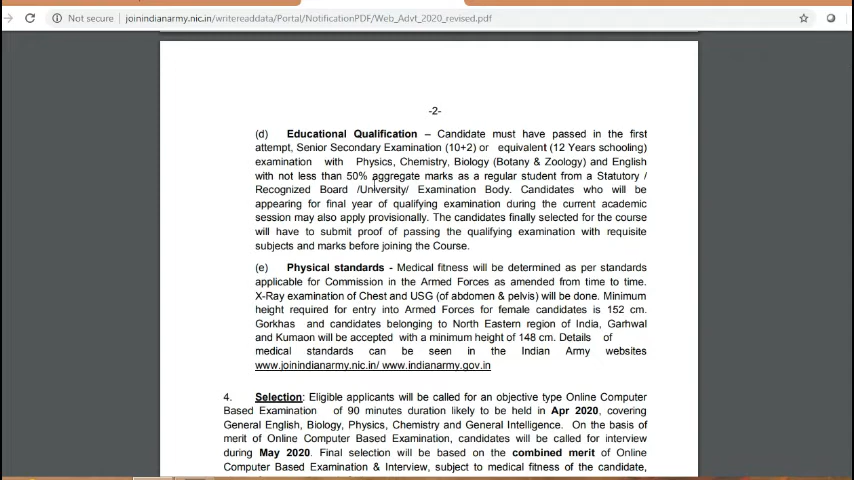 Not secure | joinindianarmy.nic.in/writereaddata/Portal/NotificationPDF/Web_Advt_2020_revised.pdf
-2-
(d) Educational Qualification – Candidate must have passed in the first
attempt, Senior Secondary Examination (10+2) or equivalent (12 Years schooling)
examination with Physics, Chemistry, Biology (Botany & Zoology) and English
with not less than 50% aggregate marks as a regular student from a Statutory /
Recognized Board /University/ Examination Body. Candidates who will be
appearing for final year of qualifying examination during the current academic
session may also apply provisionally. The candidates finally selected for the course
will have to submit proof of passing the qualifying examination with requisite
subjects and marks before joining the Course.
(e) Physical standards - Medical fitness will be determined as per standards
applicable for Commission in the Armed Forces as amended from time to time.
X-Ray examination of Chest and USG (of abdomen & pelvis) will be done. Minimum
height required for entry into Armed Forces for female candidates is 152 cm.
Gorkhas and candidates belonging to North Eastern region of India, Garhwal
and Kumaon will be accepted with a minimum height of 148 cm. Details of
medical standards can be seen in the Indian Army websites
www.joinindianarmy.nic.in/ www.indianarmy.gov.in
4. Selection: Eligible applicants will be called for an objective type Online Computer
Based Examination of 90 minutes duration likely to be held in Apr 2020, covering
General English, Biology, Physics, Chemistry and General Intelligence. On the basis of
merit of Online Computer Based Examination, candidates will be called for interview
during May 2020. Final selection will be based on the combined merit of Online
Computer Based Examination & Interview, subject to medical fitness of the candidate,